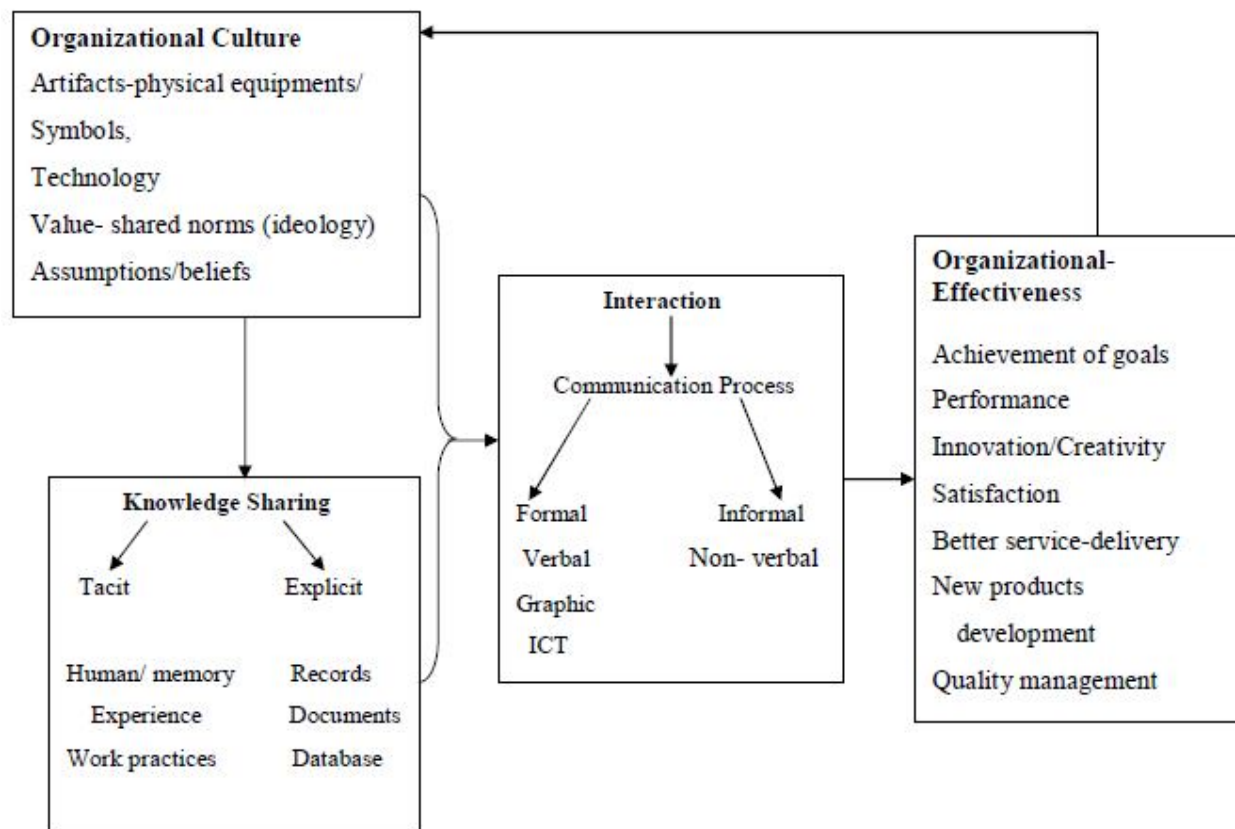 Organizational Culture
Artifacts-physical equipments/
Symbols,
Technology
Value- shared norms (ideology)
Assumptions/beliefs
Knowledge Sharing
Tacit Explicit
Human/ memory Records
Experience Documents
Work practices Database
Interaction
Communication Process
Formal Informal
Verbal Non- verbal
Graphic
ICT
Organizational-
Effectiveness
Achievement of goals
Performance
Innovation/Creativity
Satisfaction
Better service-delivery
New products
development
Quality management